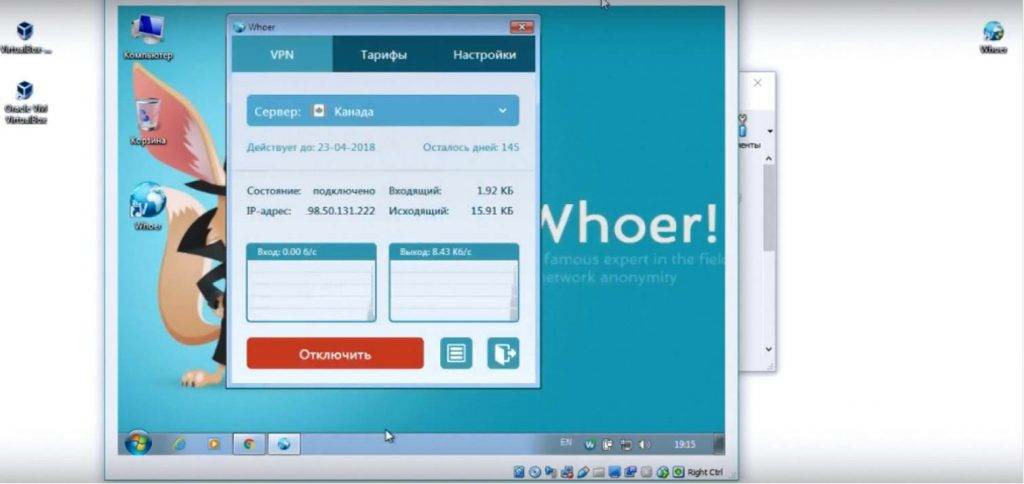 VirtualBox-...
Oracle VM
VirtualBox
Whoer
Компьютер
Корзина
Whoer
Whoer
VPN Тарифы Настройки
Сервер: Канада
Действует до: 23-04-2018 Осталось дней: 145
Состояние: подключено Входящий: 1.92 КБ
IP-адрес: .98.50.131.222 Исходящий: 15.91 КБ
Вход: 0.00 б/с Выход: 8.43 Кб/с
Отключить
Whoer!
famous expert in the field
network anonymity
енты
EN 19:15
Right Ctrl